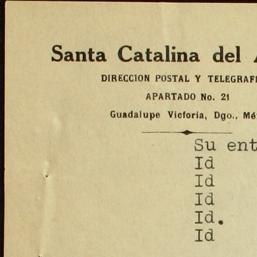 Santa Catalina del
DIRECCION POSTAL Y TELEGRAFI
APARTADO No. 21
Guadalupe Victoria, Dgo., Mé
Su ent
Id
Id
Id
Id.
Id